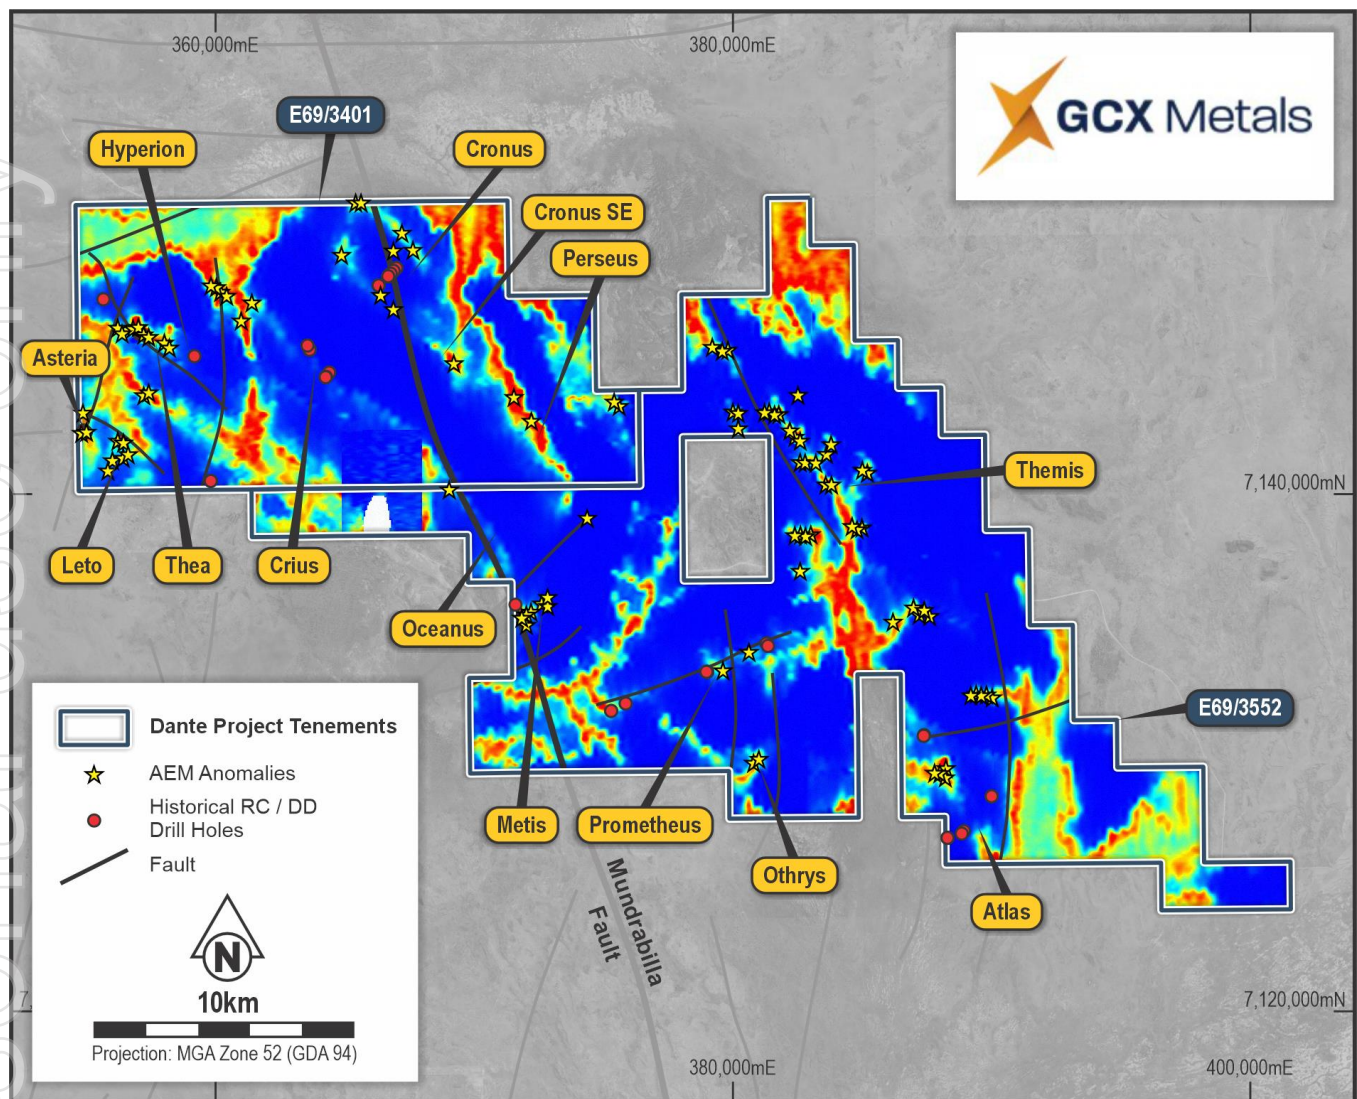 360,000mE
380,000mE
GCX Metals
E69/3401
Hyperion
Cronus
Cronus SE
Perseus
Asteria
Themis
7,140,000mN
Leto
Thea
Crius
Oceanus
E69/3552
Dante Project Tenements
AEM Anomalies
Historical RC / DD
Drill Holes
Fault
Metis
Prometheus
Othrys
Atlas
Mundrabilla
Fault
N
10km
Projection: MGA Zone 52 (GDA 94)
7,120,000mN
380,000mE
400,000mE